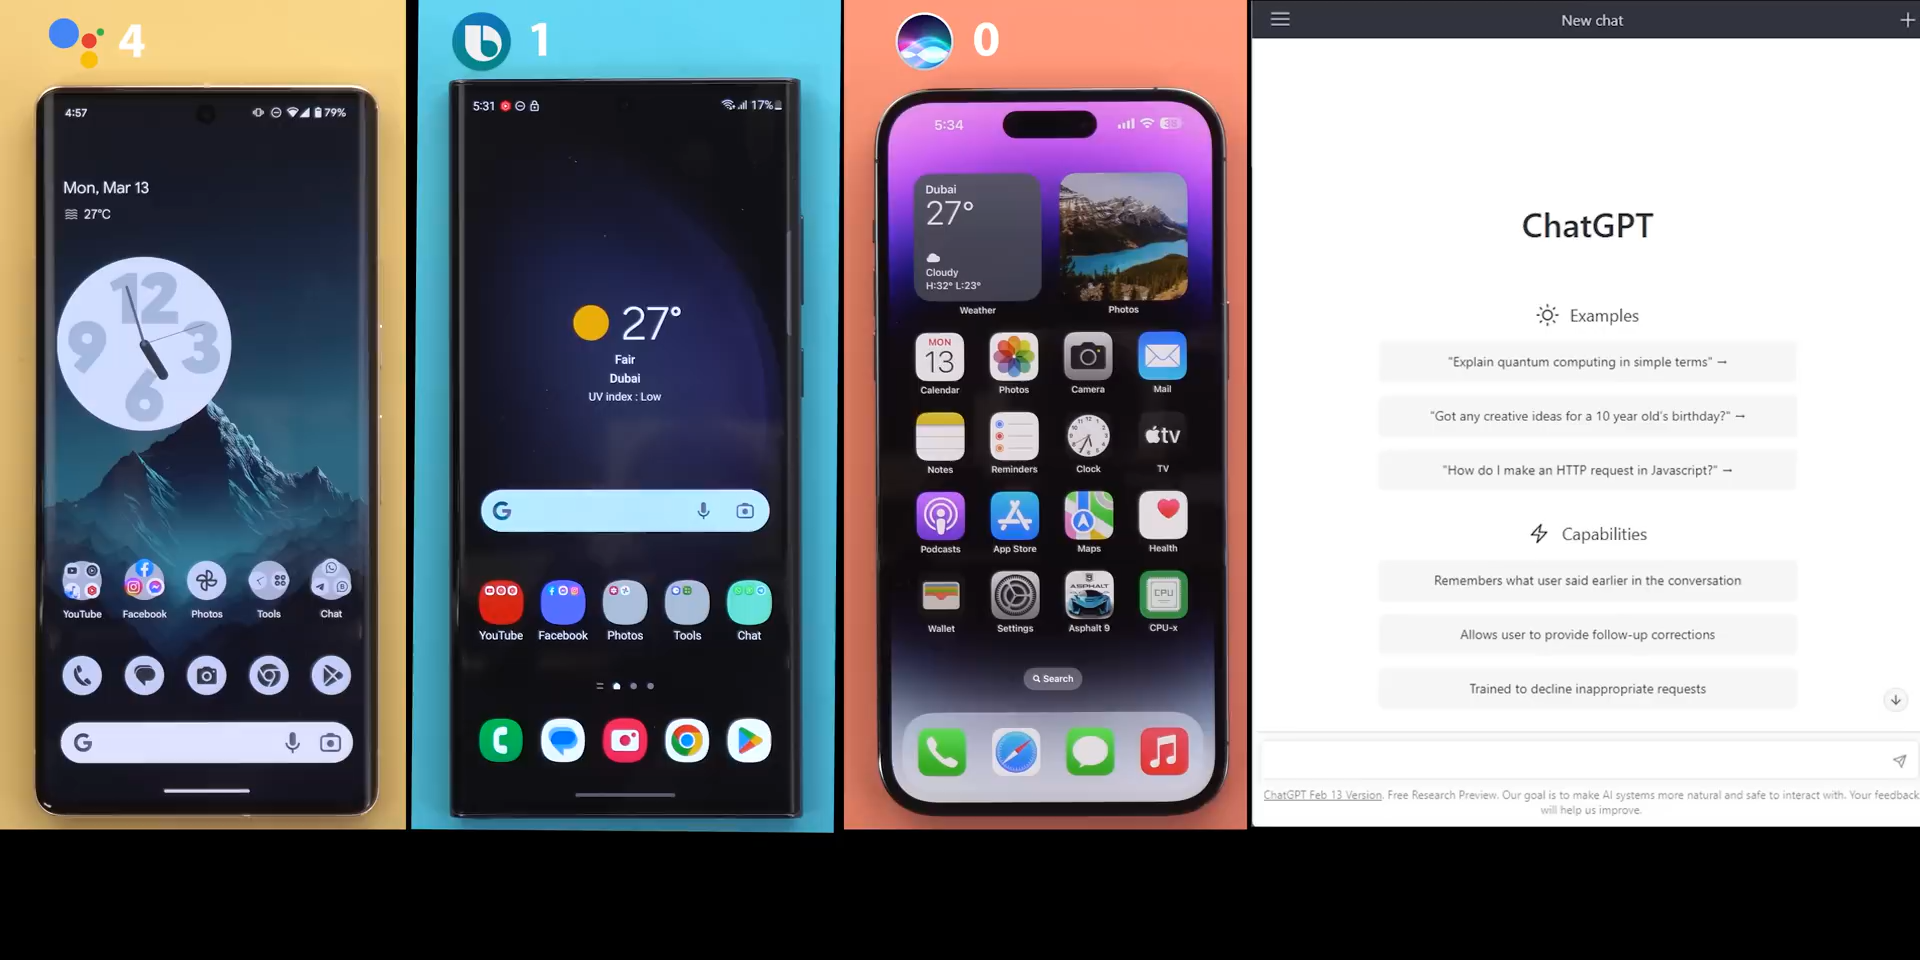 4
4:57
79%
Mon, Mar 13
27°C
12
9
3
6
YouTube
Facebook
Photos
Tools
Chat
G
1
5:31
17%
27°
Fair
Dubai
UV index : Low
G
YouTube
Facebook
Photos
Tools
Chat
0
5:34
38
Dubai
27°
Cloudy
H:32° L:23°
Weather
Photos
MON
13
Calendar
Photos
Camera
Mail
tv
Notes
Reminders
Clock
TV
Podcasts
App Store
Maps
Health
ASPHALT
CPU
Wallet
Settings
Asphalt 9
CPU-x
Search
New chat
ChatGPT
Examples
"Explain quantum computing in simple terms" →
"Got any creative ideas for a 10 year old's birthday?" →
"How do I make an HTTP request in Javascript?" →
Capabilities
Remembers what user said earlier in the conversation
Allows user to provide follow-up corrections
Trained to decline inappropriate requests
ChatGPT Feb 13 Version. Free Research Preview. Our goal is to make AI systems more natural and safe to interact with. Your feedback
will help us improve.